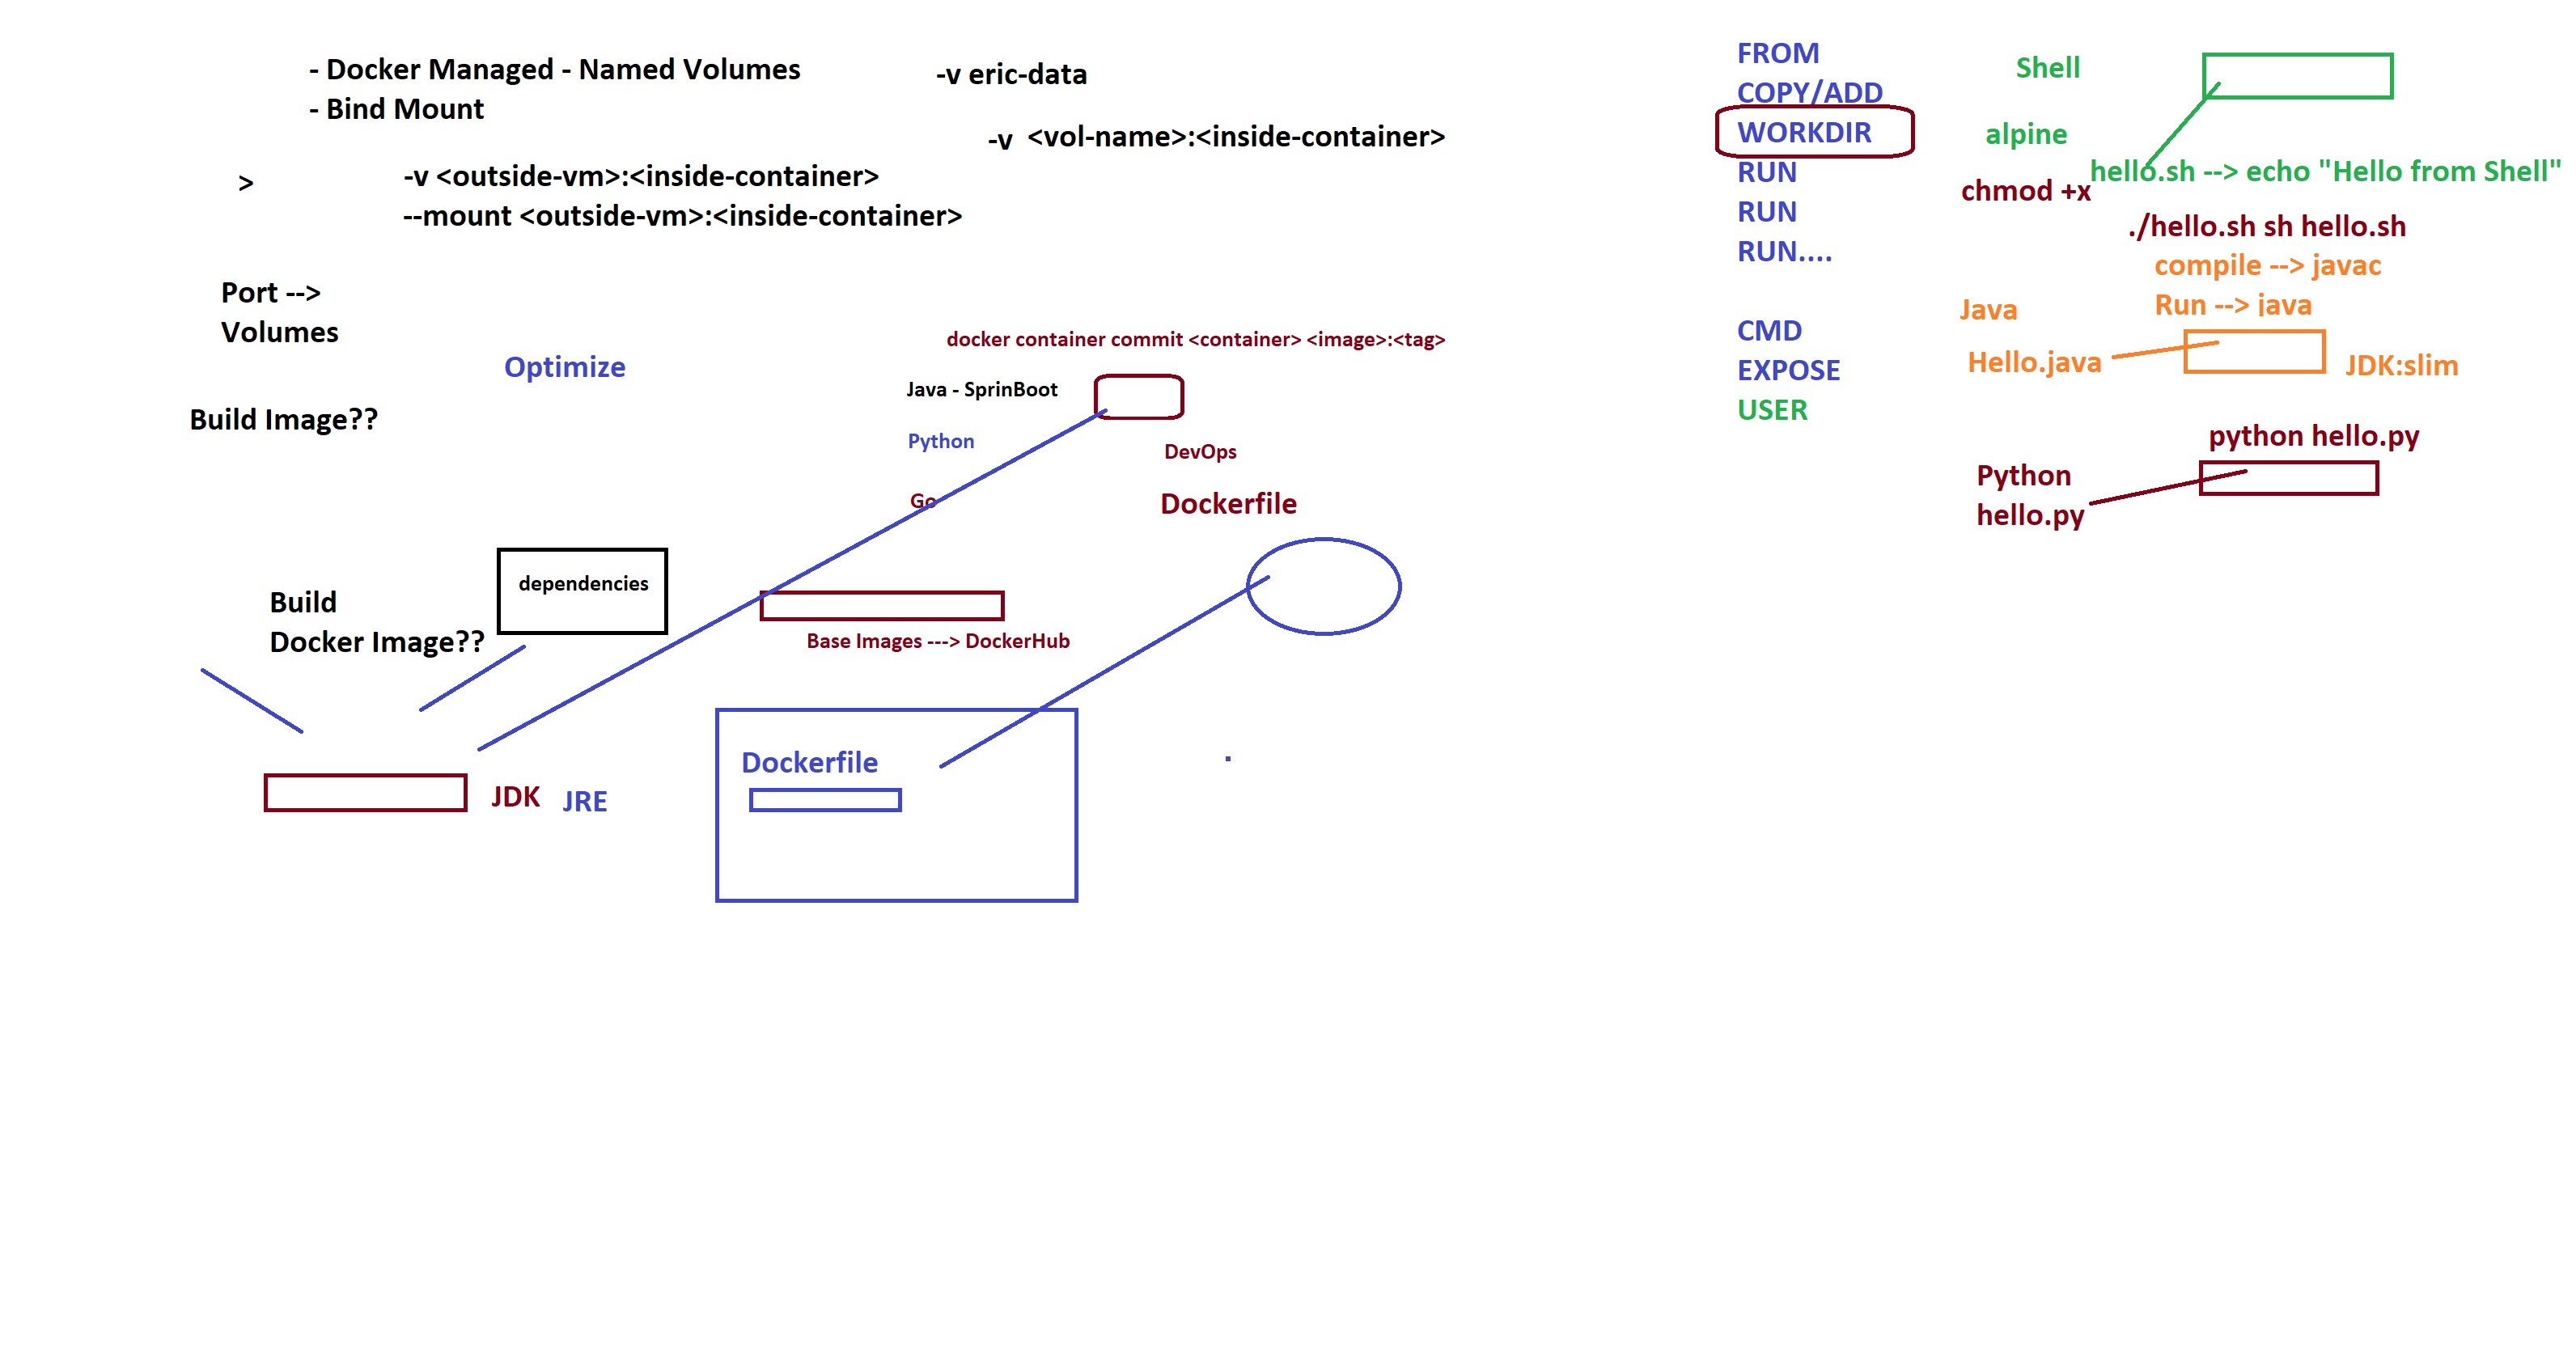 - Docker Managed - Named Volumes
- Bind Mount
-v eric-data
-v <vol-name>:<inside-container>
>
-v <outside-vm>:<inside-container>
--mount <outside-vm>:<inside-container>
Port -->
Volumes
Optimize
Build Image??
docker container commit <container> <image>:<tag>
Java - SprinBoot
Python
Go
DevOps
Dockerfile
dependencies
Build
Docker Image??
Base Images ---> DockerHub
JDK
JRE
Dockerfile
FROM
COPY/ADD
WORKDIR
RUN
RUN
RUN....
CMD
EXPOSE
USER
Shell
alpine
hello.sh --> echo "Hello from Shell"
chmod +x
./hello.sh sh hello.sh
compile --> javac
Run --> java
Java
Hello.java
JDK:slim
python hello.py
Python
hello.py